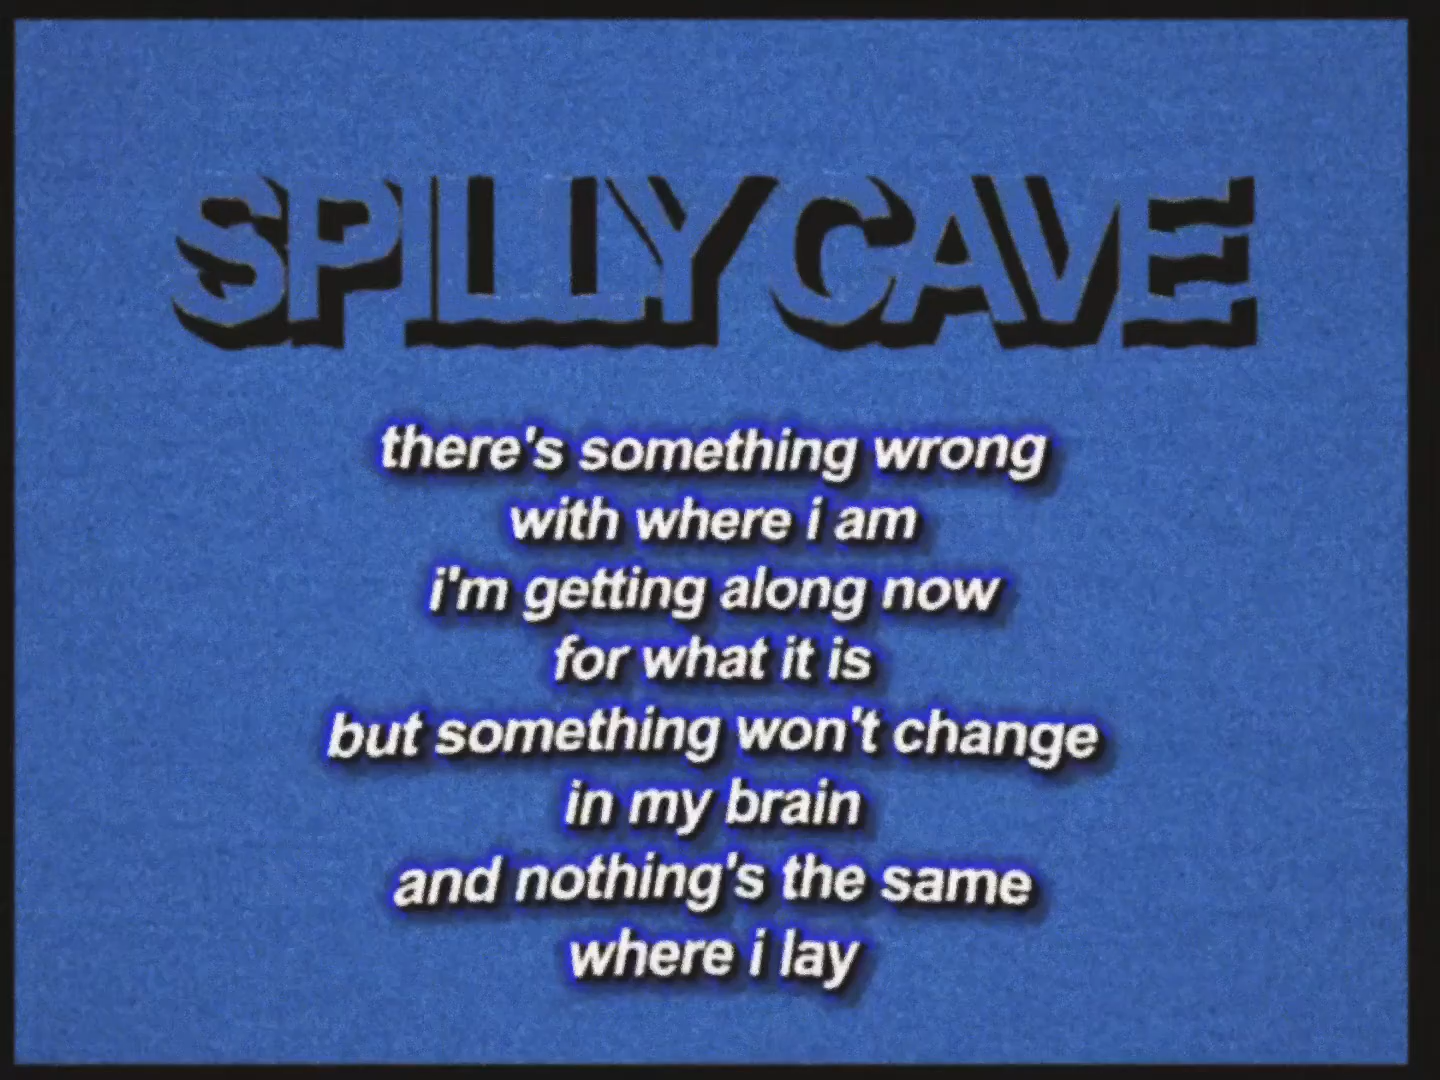 SPILLY CAVE
there's something wrong
with where i am
i'm getting along now
for what it is
but something won't change
in my brain
and nothing's the same
where i lay